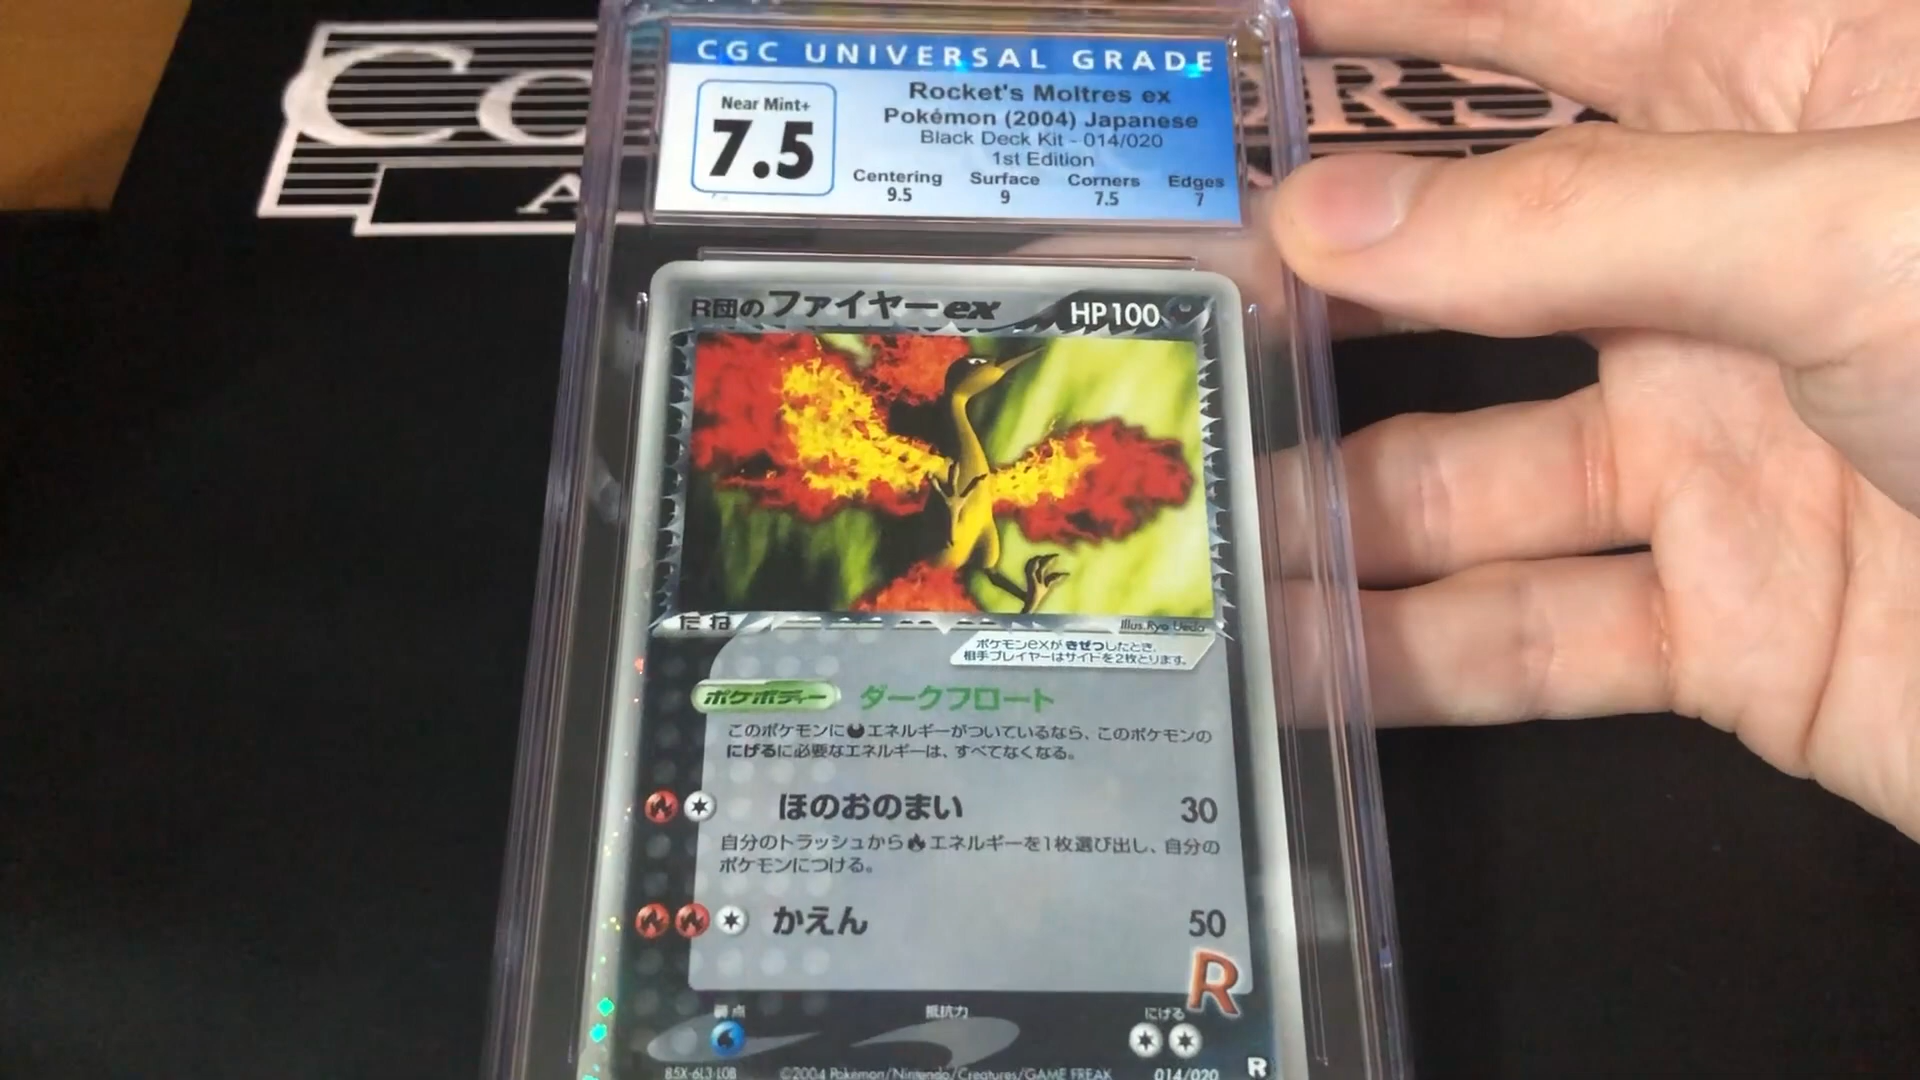 CGC UNIVERSAL GRADE
Near Mint+
7.5
Rocket's Moltres ex
Pokémon (2004) Japanese
Black Deck Kit - 014/020
1st Edition
Centering Surface Corners Edges
9.5 9 7.5 7
R団のファイヤーex HP100
たね
Illus.Ryo Ueda
ポケモンexがきぜつしたとき、
相手プレイヤーはサイドを2枚とります。
ポケボディー ダークフロート
このポケモンに エネルギーがついているなら、このポケモンの
にげるに必要なエネルギーは、すべてなくなる。
ほのおのまい 30
自分のトラッシュから エネルギーを1枚選び出し、自分の
ポケモンにつける。
かえん 50
R
弱点 抵抗力 にげる
©2004 Pokémon/Nintendo/Creatures/GAME FREAK 014/020 R